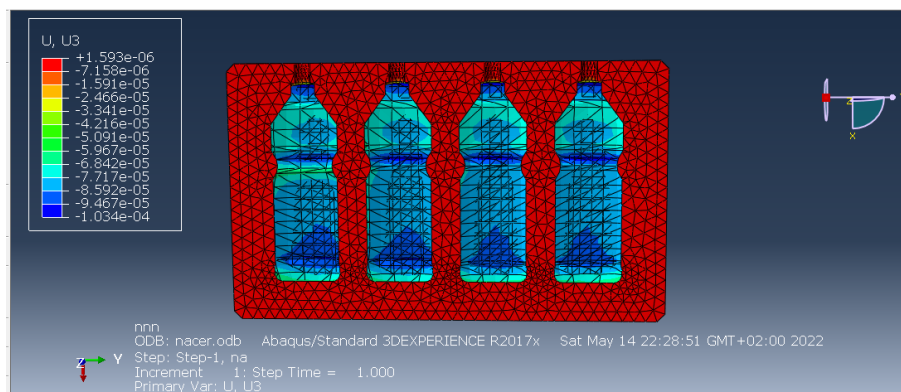 U, U3
+1.593e-06
-7.158e-06
-1.591e-05
-2.466e-05
-3.341e-05
-4.216e-05
-5.091e-05
-5.967e-05
-6.842e-05
-7.717e-05
-8.592e-05
-9.467e-05
-1.034e-04
Z
X
nnn
ODB: nacer.odb Abaqus/Standard 3DEXPERIENCE R2017x Sat May 14 22:28:51 GMT+02:00 2022
Z Y Step: Step-1, na
Increment 1: Step Time = 1.000
Primary Var: U, U3